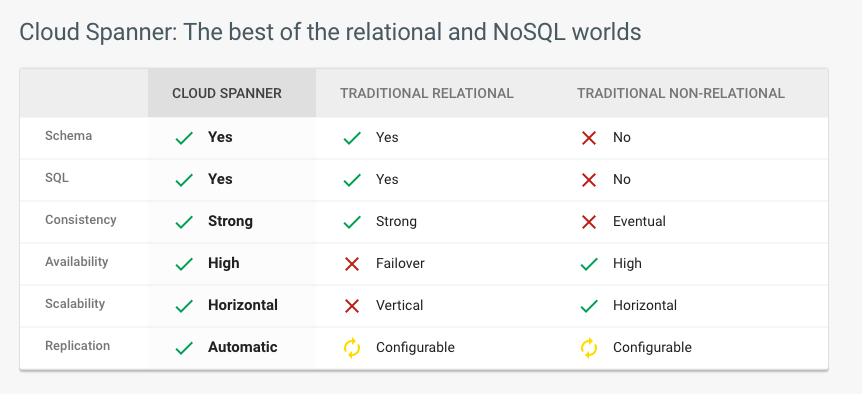 Cloud Spanner: The best of the relational and NoSQL worlds
CLOUD SPANNER TRADITIONAL RELATIONAL TRADITIONAL NON-RELATIONAL
Schema Yes Yes No
SQL Yes Yes No
Consistency Strong Strong Eventual
Availability High Failover High
Scalability Horizontal Vertical Horizontal
Replication Automatic Configurable Configurable